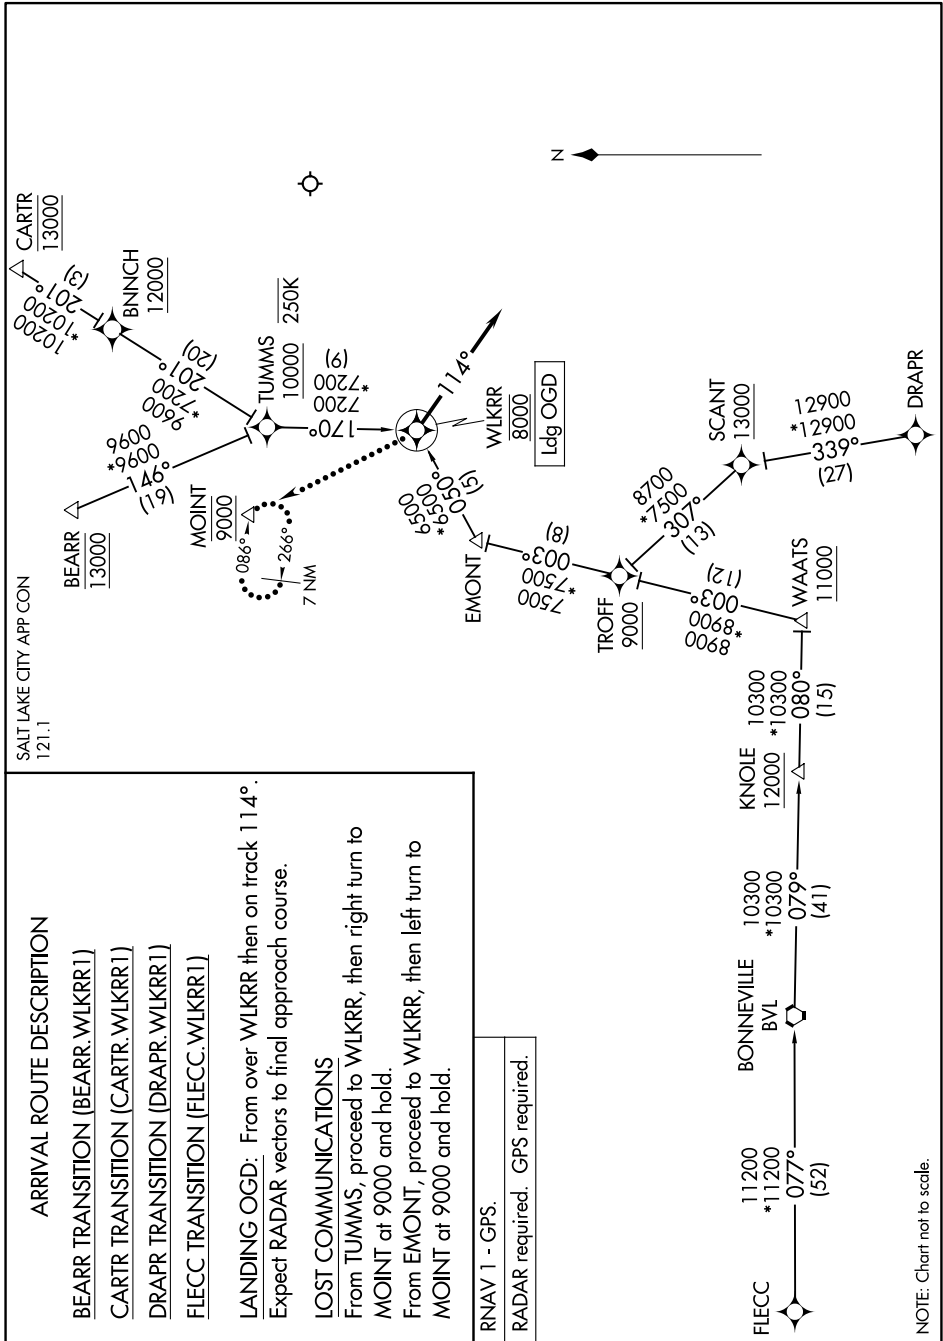 ARRIVAL ROUTE DESCRIPTION
BEARR TRANSITION (BEARR.WLKRR1)
CARTR TRANSITION (CARTR.WLKRR1)
DRAPR TRANSITION (DRAPR.WLKRR1)
FLECC TRANSITION (FLECC.WLKRR1)
LANDING OGD: From over WLKRR then on track 114°.
Expect RADAR vectors to final approach course.
LOST COMMUNICATIONS
From TUMMS, proceed to WLKRR, then right turn to
MOINT at 9000 and hold.
From EMONT, proceed to WLKRR, then left turn to
MOINT at 9000 and hold.
RNAV 1 - GPS.
RADAR required. GPS required.
SALT LAKE CITY APP CON
121.1
CARTR
13000
10200
*10200
201°
(3)
BNNCH
12000
9600
*7200
201°
(20)
BEARR
13000
9600
*9600
146°
(19)
TUMMS
10000
250K
7200
*7200
(9)
170°
MOINT
9000
086°
266°
7 NM
114°
WLKRR
8000
Ldg OGD
N
6500
*6500
050°
(5)
EMONT
7500
*7500
003°
(8)
TROFF
9000
8700
*7500
307°
(13)
SCANT
13000
12900
*12900
339°
(27)
DRAPR
8900
*8900
003°
(12)
WAATS
11000
10300
*10300
080°
(15)
KNOLE
12000
10300
*10300
079°
(41)
BONNEVILLE
BVL
11200
*11200
077°
(52)
FLECC
NOTE: Chart not to scale.